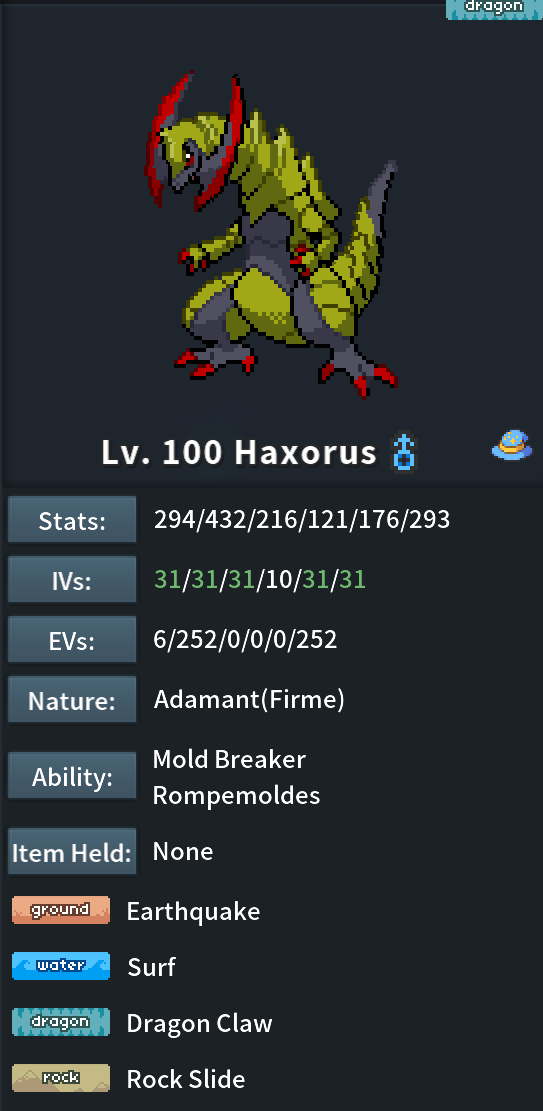 dragon
Lv. 100 Haxorus
Stats: 294/432/216/121/176/293
IVs: 31/31/31/10/31/31
EVs: 6/252/0/0/0/252
Nature: Adamant(Firme)
Ability: Mold Breaker
Rompemoldes
Item Held: None
ground Earthquake
water Surf
dragon Dragon Claw
rock Rock Slide